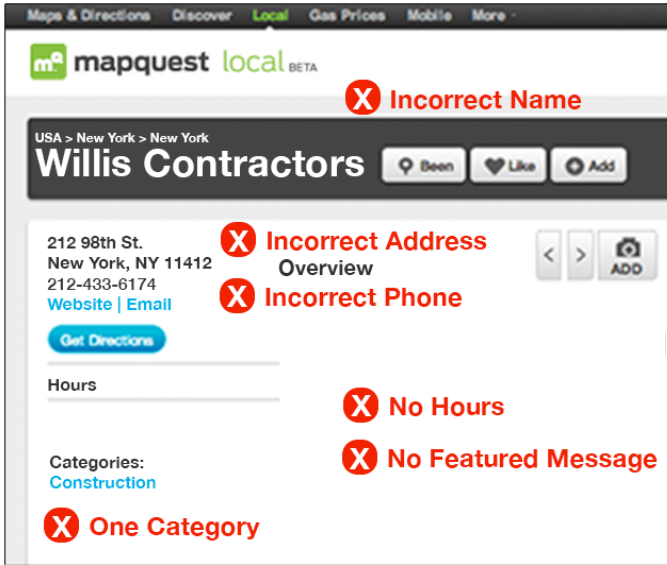 Maps & Directions Discover Local Gas Prices Mobile More
mq mapquest local BETA
X Incorrect Name
USA > New York > New York
Willis Contractors Been Like Add
212 98th St.
New York, NY 11412
212-433-6174
Website | Email
X Incorrect Address
Overview
X Incorrect Phone
< > ADD
Get Directions
Hours
X No Hours
X No Featured Message
Categories:
Construction
X One Category